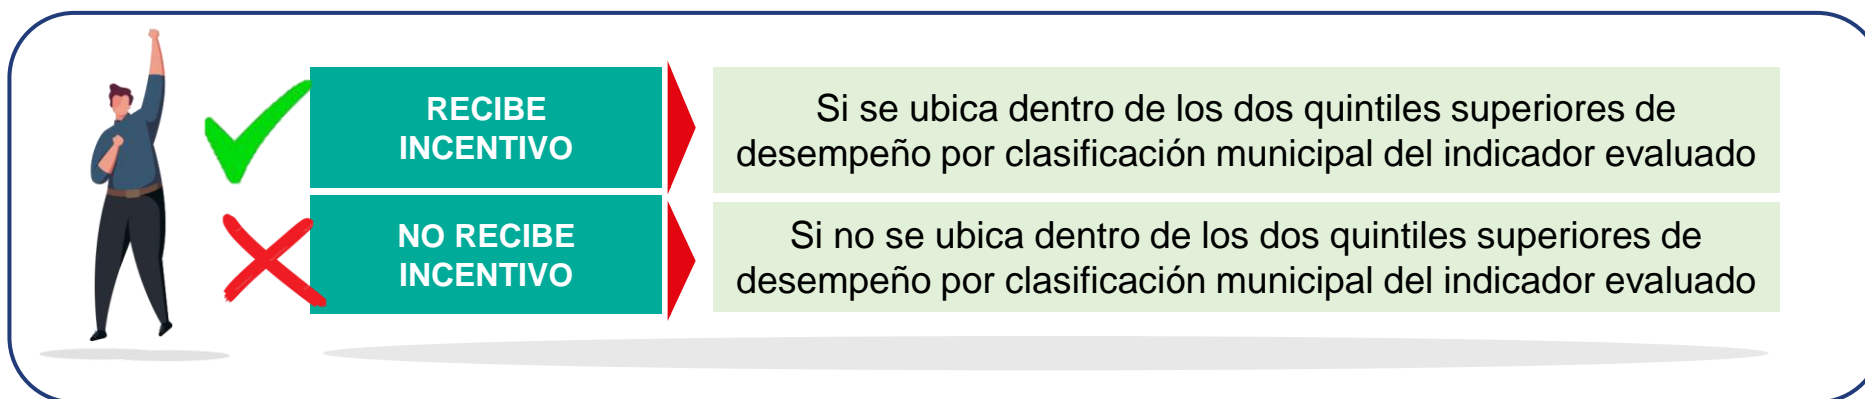 RECIBE
INCENTIVO
Si se ubica dentro de los dos quintiles superiores de
desempeño por clasificación municipal del indicador evaluado
NO RECIBE
INCENTIVO
Si no se ubica dentro de los dos quintiles superiores de
desempeño por clasificación municipal del indicador evaluado